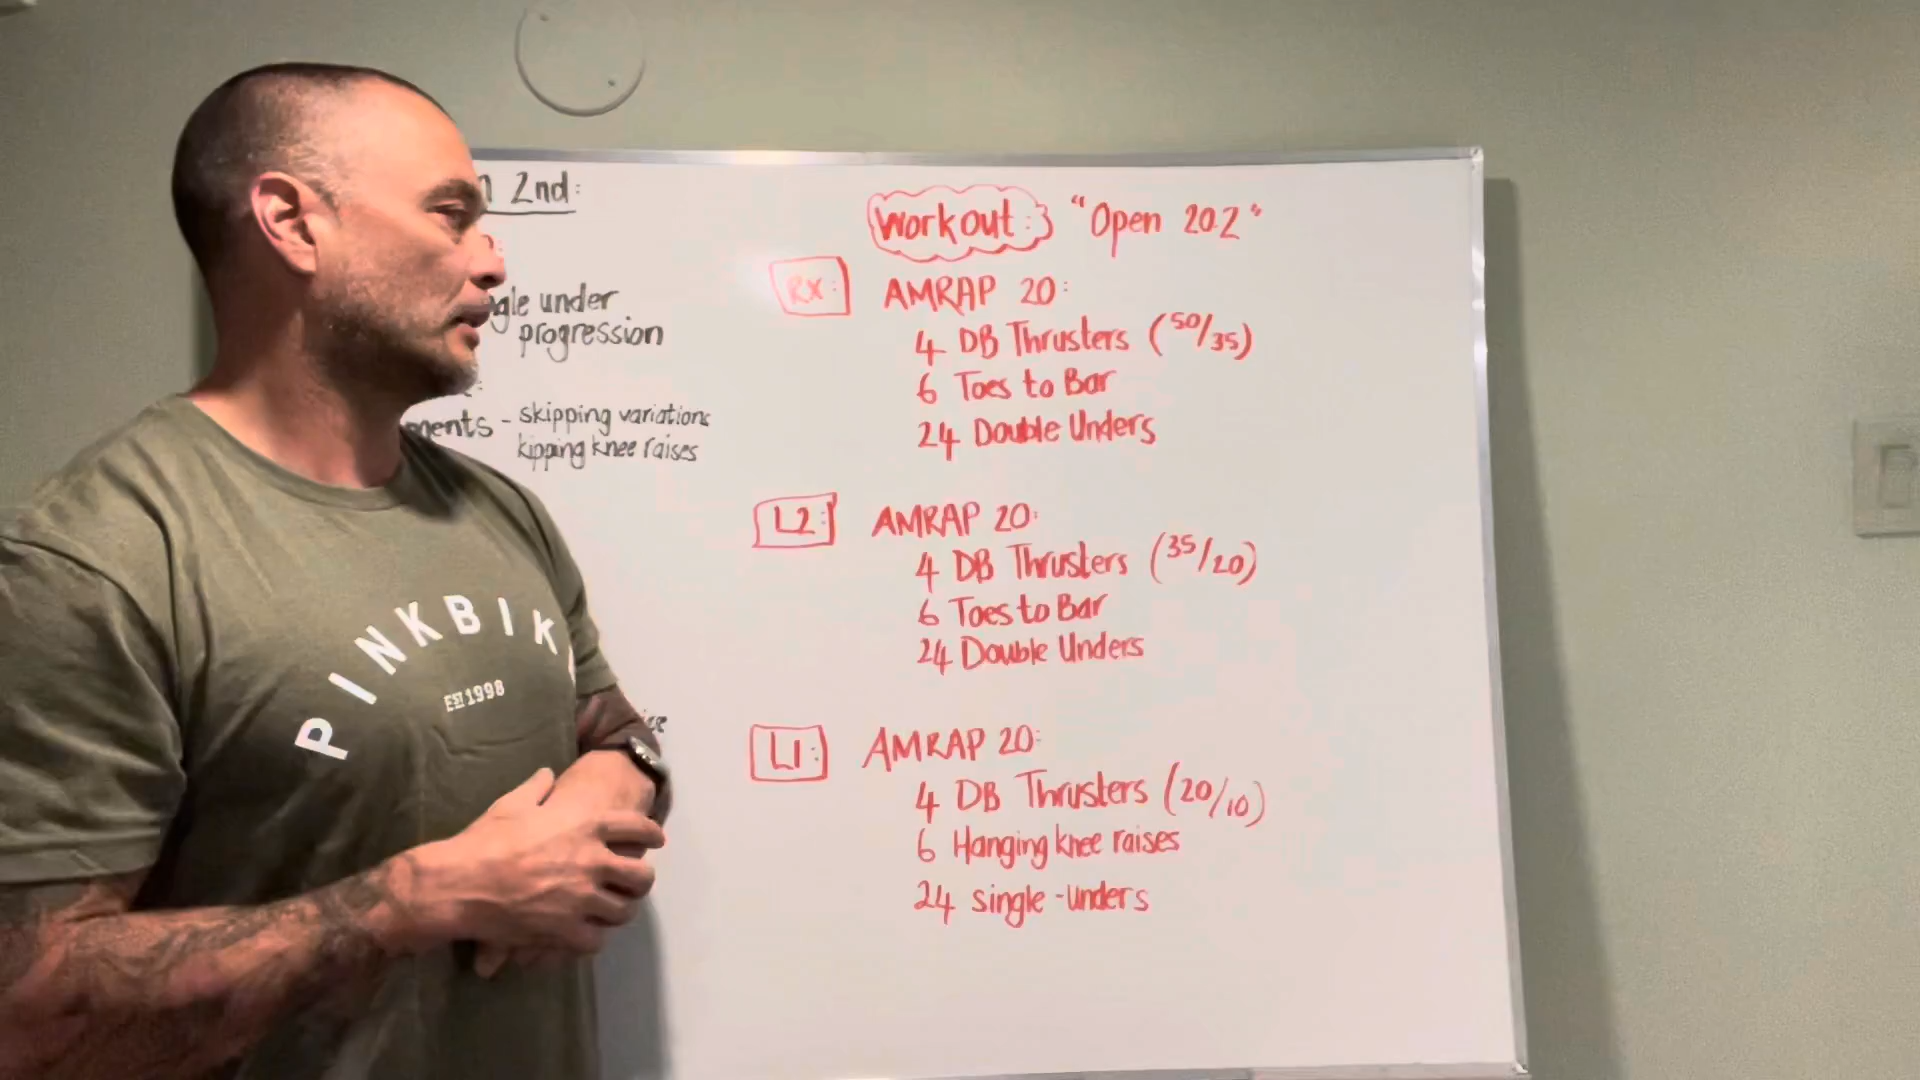 2nd:
under
progression
- skipping variations
kipping knee raises
Workout: "Open 20.2"
RX: AMRAP 20:
4 DB Thrusters (50/35)
6 Toes to Bar
24 Double Unders
L2: AMRAP 20:
4 DB Thrusters (35/20)
6 Toes to Bar
24 Double Unders
L1: AMRAP 20:
4 DB Thrusters (20/10)
6 Hanging knee raises
24 single-unders
PINKBIK
EST 1998